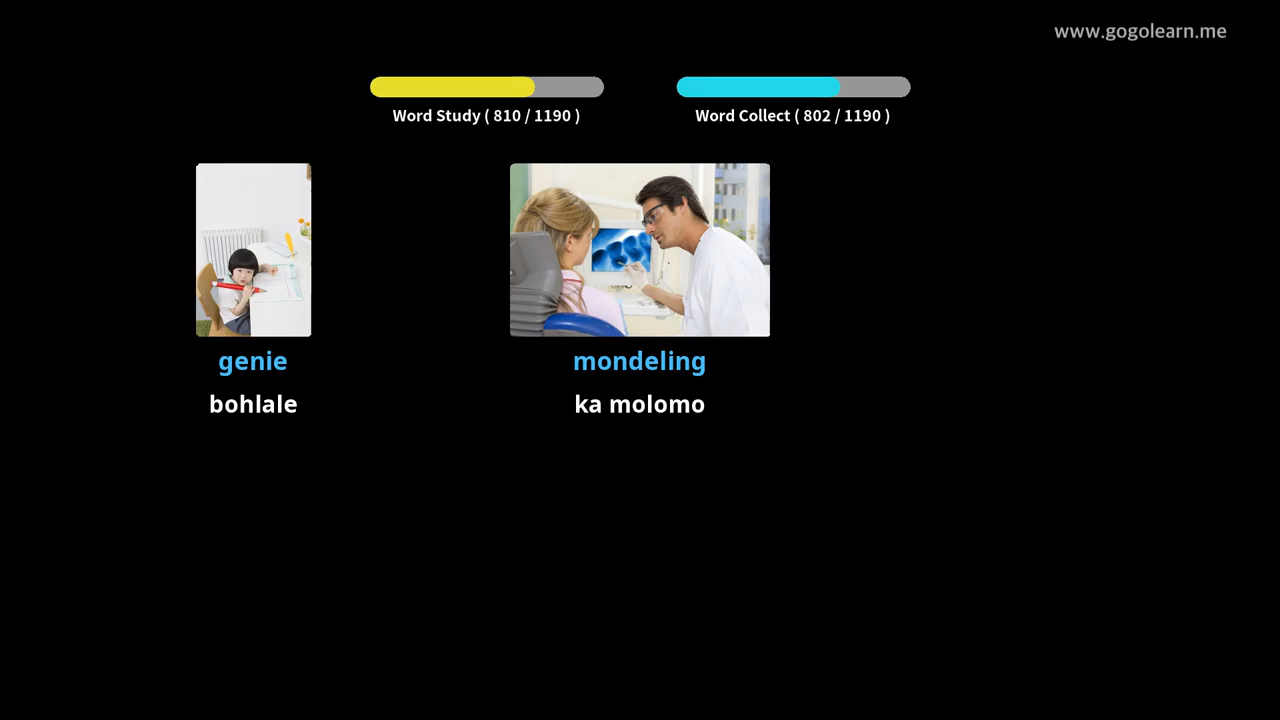 www.gogolearn.me
Word Study ( 810 / 1190 )
Word Collect ( 802 / 1190 )
genie
bohlale
mondeling
ka molomo